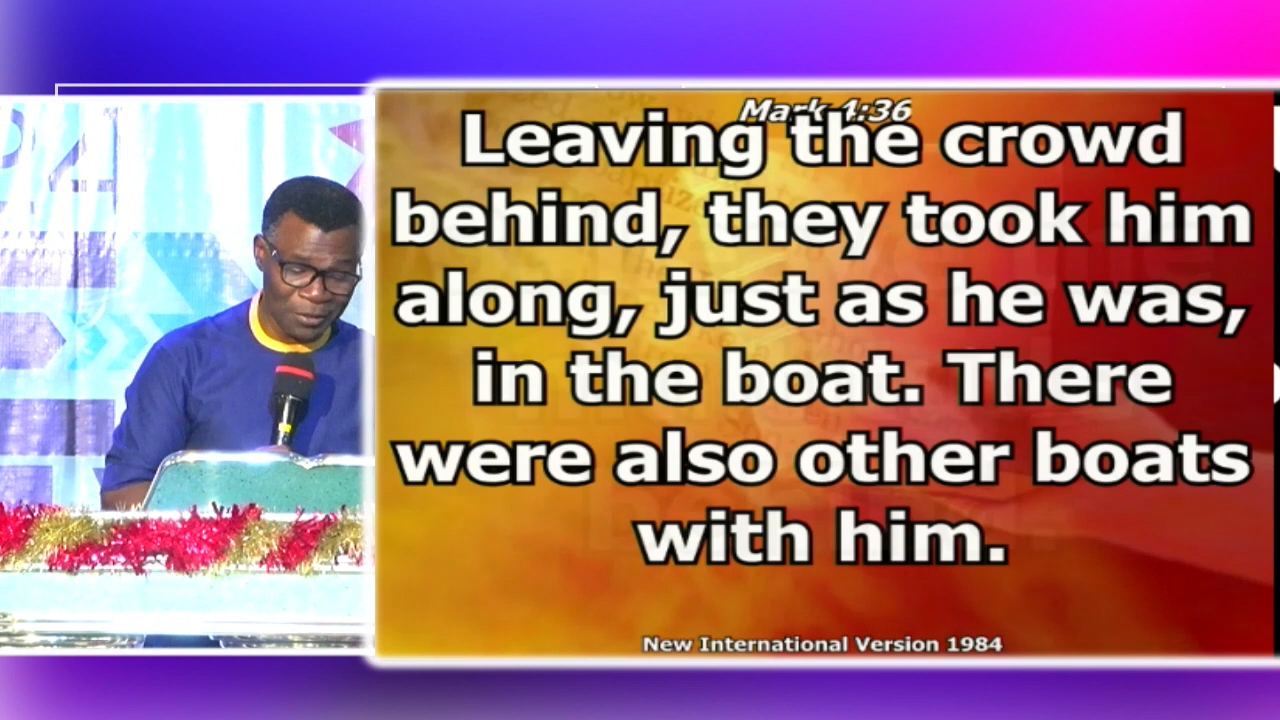 Mark 4:36
Leaving the crowd
behind, they took him
along, just as he was,
in the boat. There
were also other boats
with him.
New International Version 1984